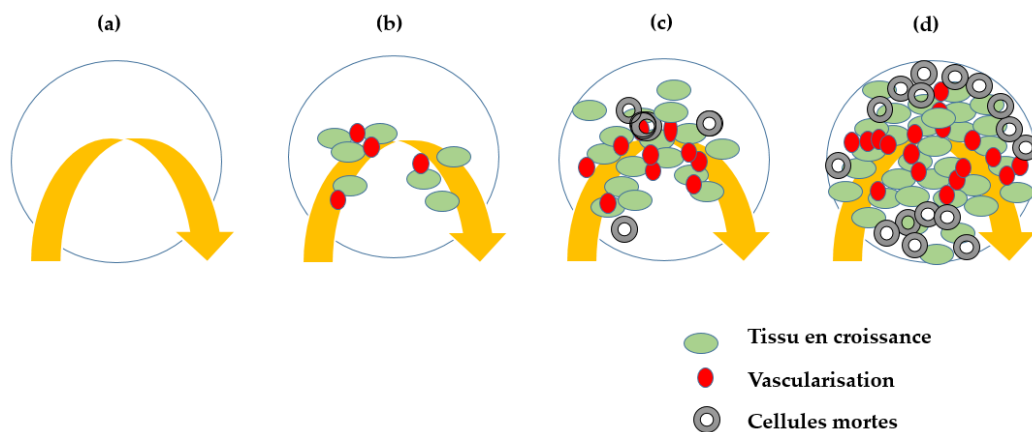 (a)
(b)
(c)
(d)
Tissu en croissance
Vascularisation
Cellules mortes